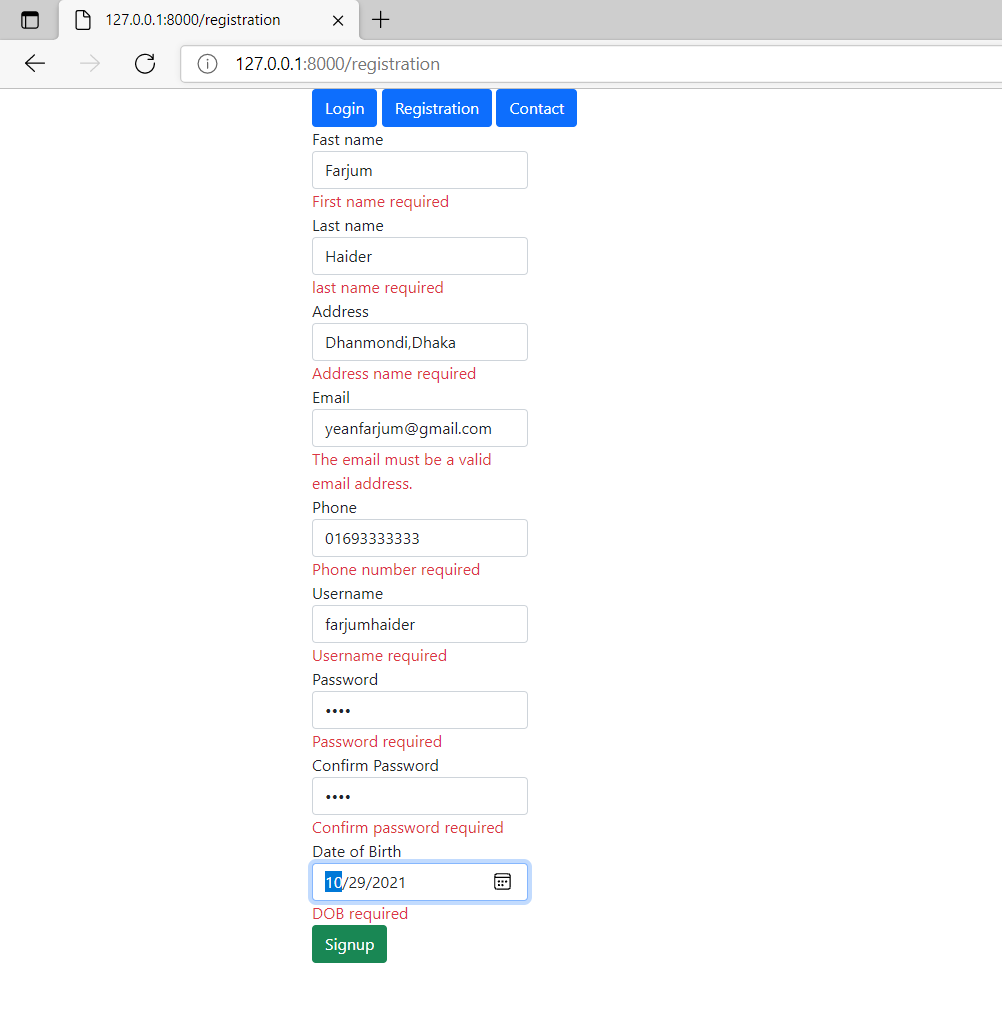 127.0.0.1:8000/registration
127.0.0.1:8000/registration
Login Registration Contact
Fast name
Farjum
First name required
Last name
Haider
last name required
Address
Dhanmondi,Dhaka
Address name required
Email
yeanfarjum@gmail.com
The email must be a valid
email address.
Phone
01693333333
Phone number required
Username
farjumhaider
Username required
Password
••••
Password required
Confirm Password
••••
Confirm password required
Date of Birth
10/29/2021
DOB required
Signup